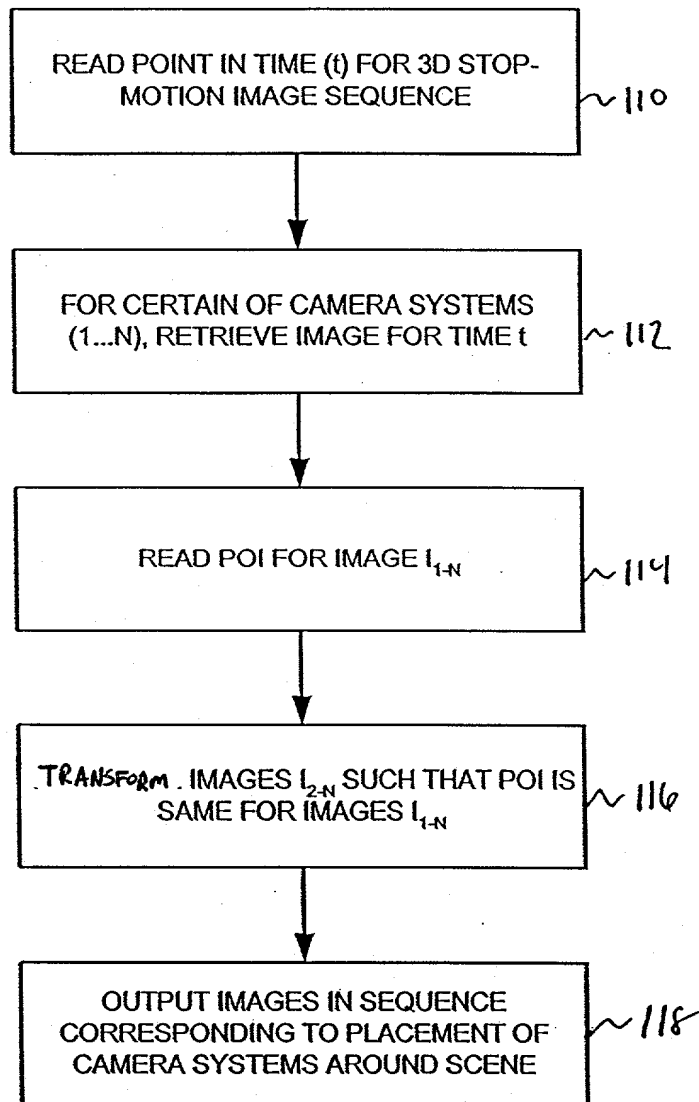 READ POINT IN TIME (t) FOR 3D STOP-
MOTION IMAGE SEQUENCE
110
FOR CERTAIN OF CAMERA SYSTEMS
(1...N), RETRIEVE IMAGE FOR TIME t
112
READ POI FOR IMAGE I1-N
114
TRANSFORM IMAGES I2-N SUCH THAT POI IS
SAME FOR IMAGES I1-N
116
OUTPUT IMAGES IN SEQUENCE
CORRESPONDING TO PLACEMENT OF
CAMERA SYSTEMS AROUND SCENE
118